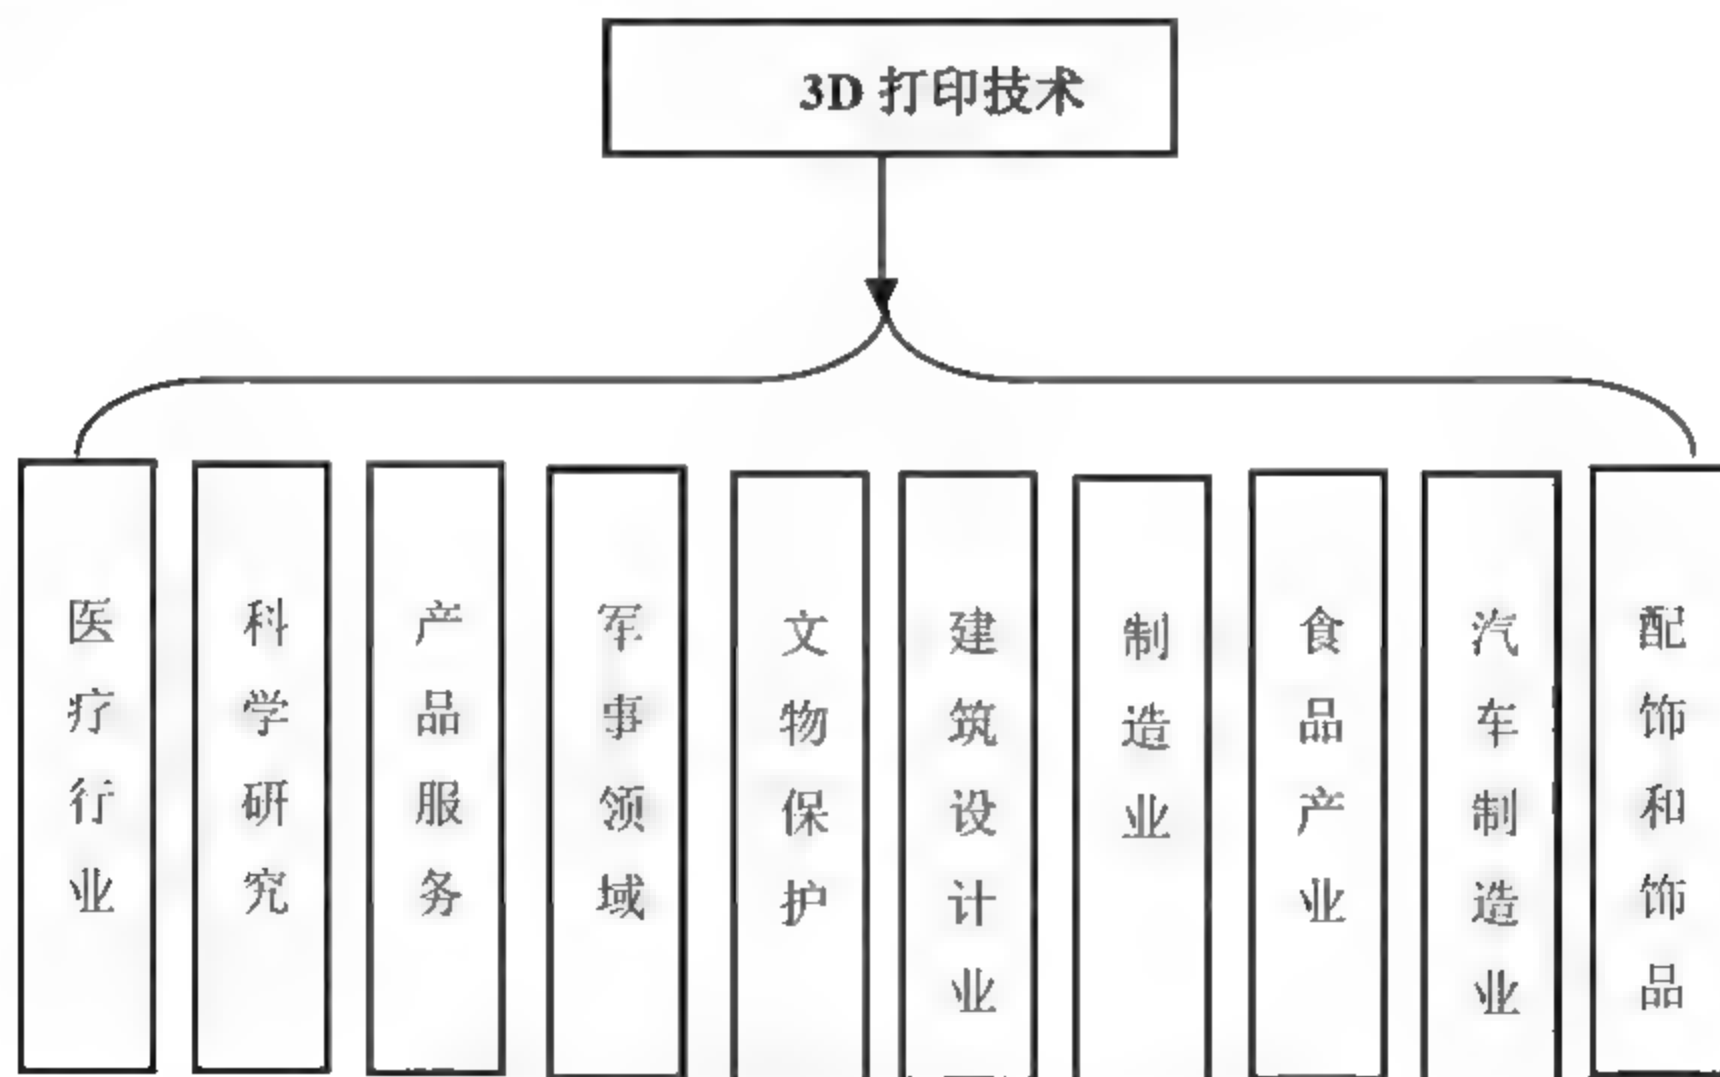 3D 打印技术
医疗行业
科学研究
产品服务
军事领域
文物保护
建筑设计业
制造业
食品产业
汽车制造业
配饰和饰品